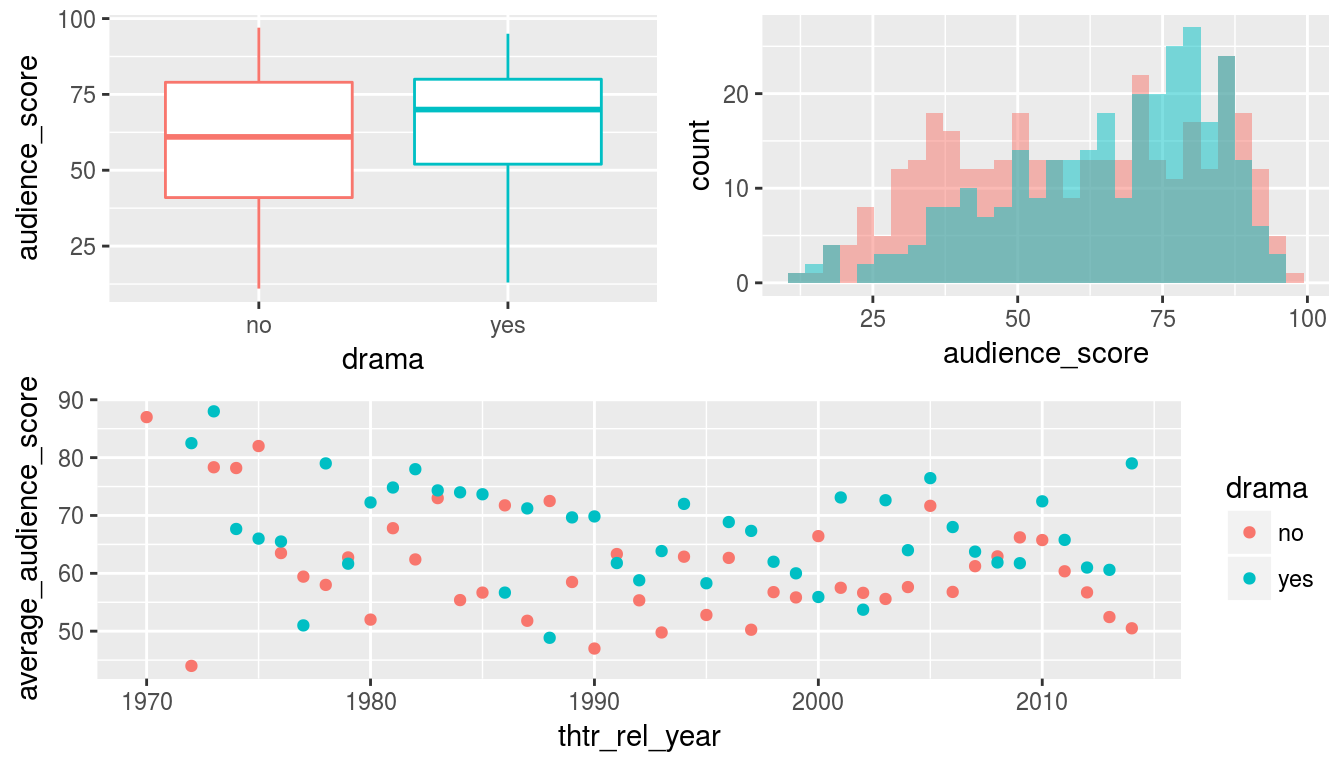 audience_score
100
75
50
25
no yes
drama
count
20
10
0
25 50 75 100
audience_score
average_audience_score
90
80
70
60
50
1970 1980 1990 2000 2010
thtr_rel_year
drama
no
yes